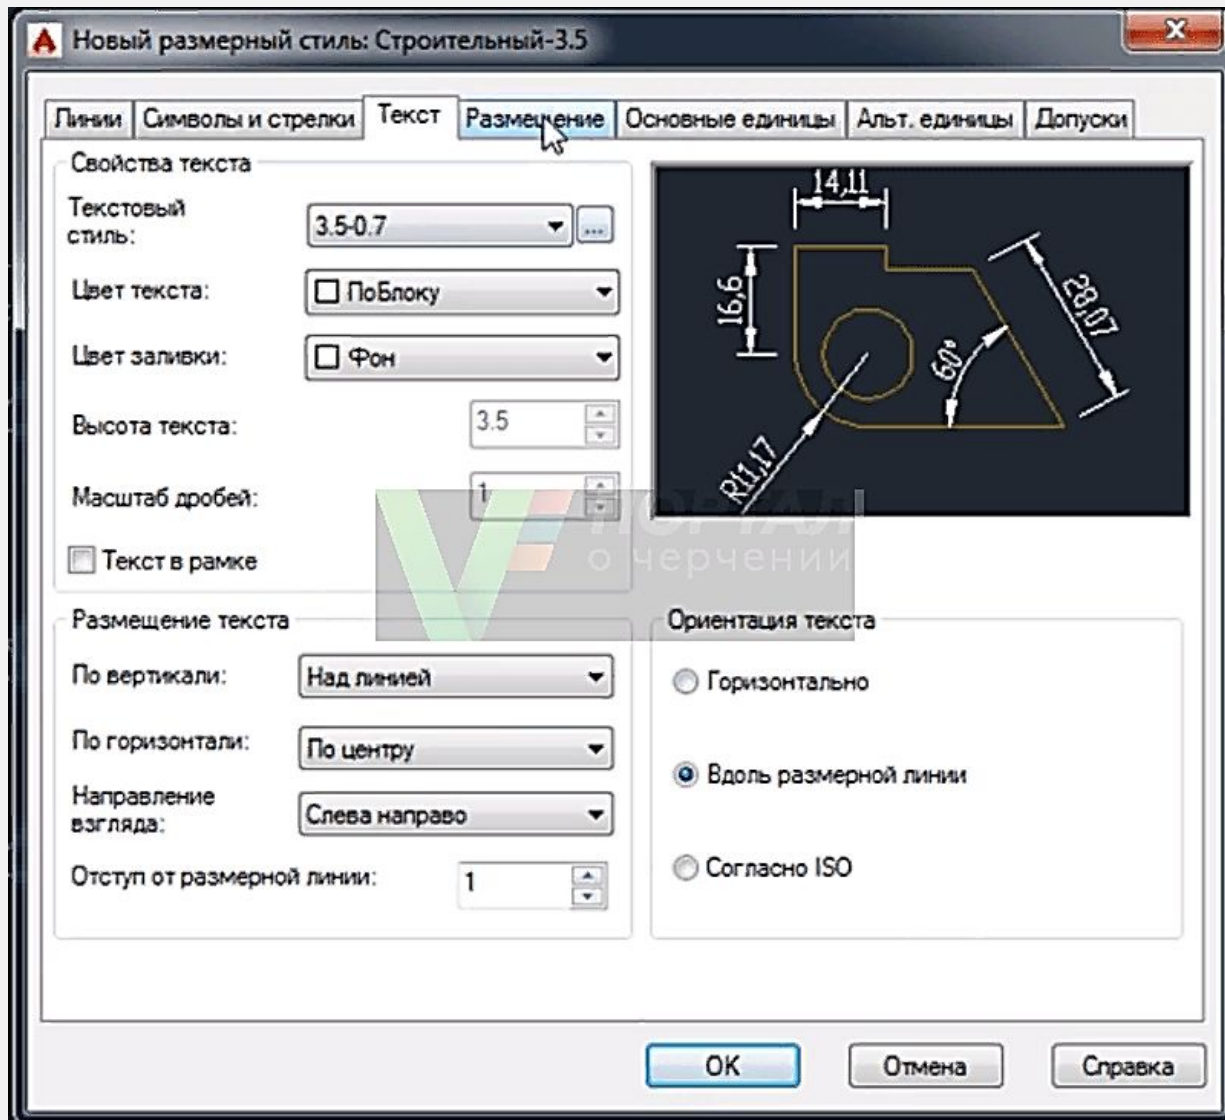 Новый размерный стиль: Строительный-3.5
Линии Символы и стрелки Текст Размещение Основные единицы Альт. единицы Допуски
Свойства текста
Текстовый
стиль:
3.5-0.7
...
Цвет текста:
ПоБлоку
Цвет заливки:
Фон
Высота текста:
3.5
Масштаб дробей:
1
Текст в рамке
14,11
16,6
28,07
60°
R11,17
ПОРТАЛ
о черчении
Размещение текста
По вертикали:
Над линией
По горизонтали:
По центру
Направление
взгляда:
Слева направо
Отступ от размерной линии:
1
Ориентация текста
Горизонтально
Вдоль размерной линии
Согласно ISO
OK
Отмена
Справка